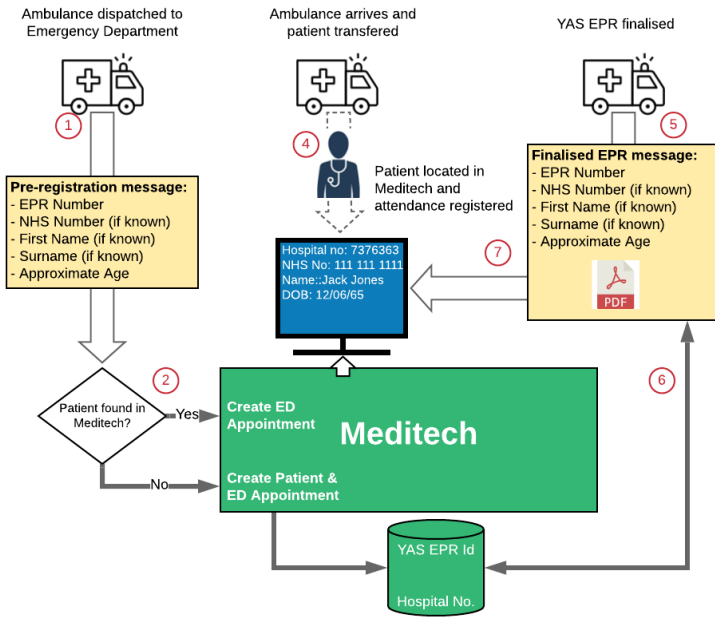 Ambulance dispatched to
Emergency Department
Ambulance arrives and
patient transfered
YAS EPR finalised
1
4
5
Pre-registration message:
- EPR Number
- NHS Number (if known)
- First Name (if known)
- Surname (if known)
- Approximate Age
Patient located in
Meditech and
attendance registered
Finalised EPR message:
- EPR Number
- NHS Number (if known)
- First Name (if known)
- Surname (if known)
- Approximate Age
PDF
7
Hospital no: 7376363
NHS No: 111 111 1111
Name::Jack Jones
DOB: 12/06/65
2
6
Patient found in
Meditech?
Yes
No
Create ED
Appointment
Meditech
Create Patient &
ED Appointment
YAS EPR Id
Hospital No.